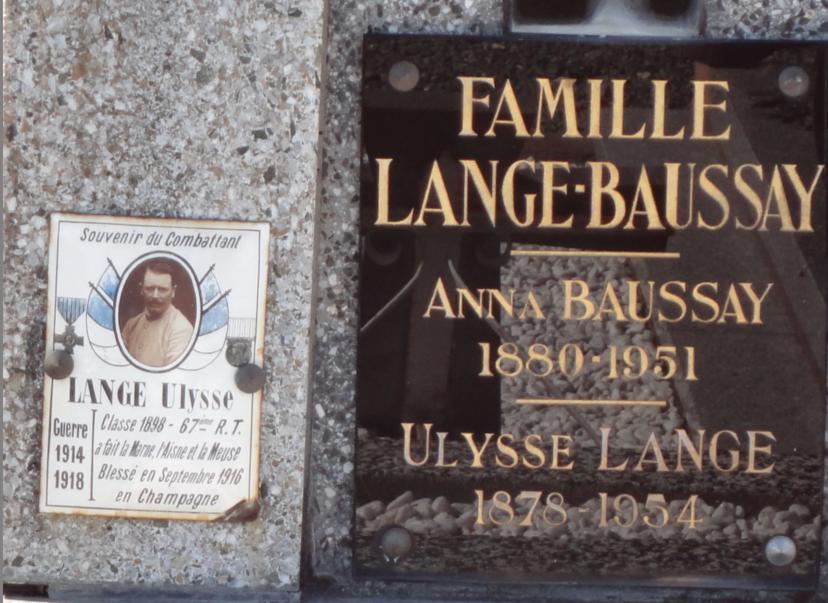 Souvenir du Combattant
LANGE Ulysse
Guerre
1914
1918
Classe 1898 - 67ème R.T.
a fait la Marne, l'Aisne et la Meuse
Blessé en Septembre 1916
en Champagne
FAMILLE
LANGE-BAUSSAY
ANNA BAUSSAY
1880-1951
ULYSSE LANGE
1878-1954